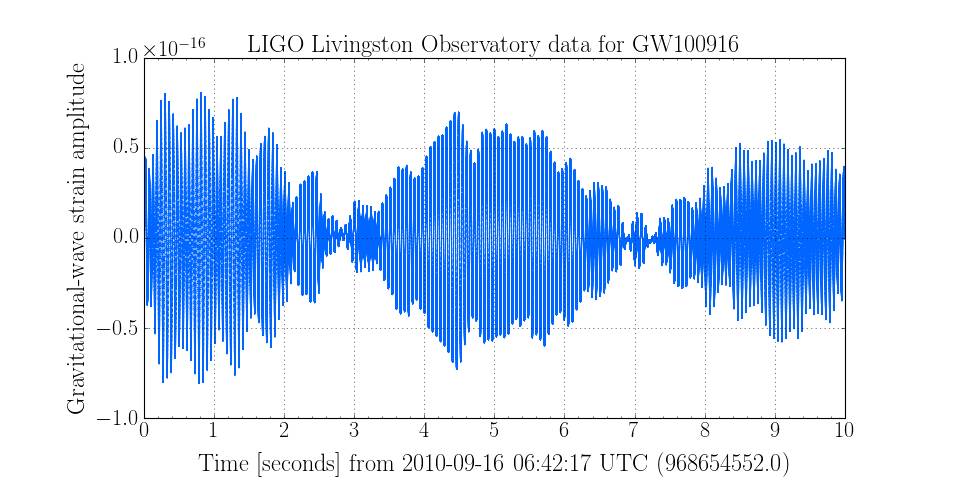 LIGO Livingston Observatory data for GW100916
×10−16
1.0
0.5
0.0
−0.5
−1.0
Gravitational-wave strain amplitude
0 1 2 3 4 5 6 7 8 9 10
Time [seconds] from 2010-09-16 06:42:17 UTC (968654552.0)